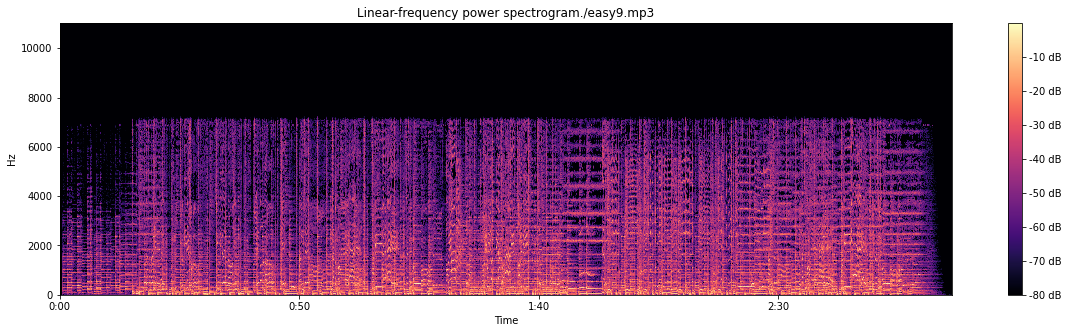 Linear-frequency power spectrogram./easy9.mp3
10000
8000
6000
4000
2000
0
Hz
0:00
0:50
1:40
2:30
Time
-10 dB
-20 dB
-30 dB
-40 dB
-50 dB
-60 dB
-70 dB
-80 dB